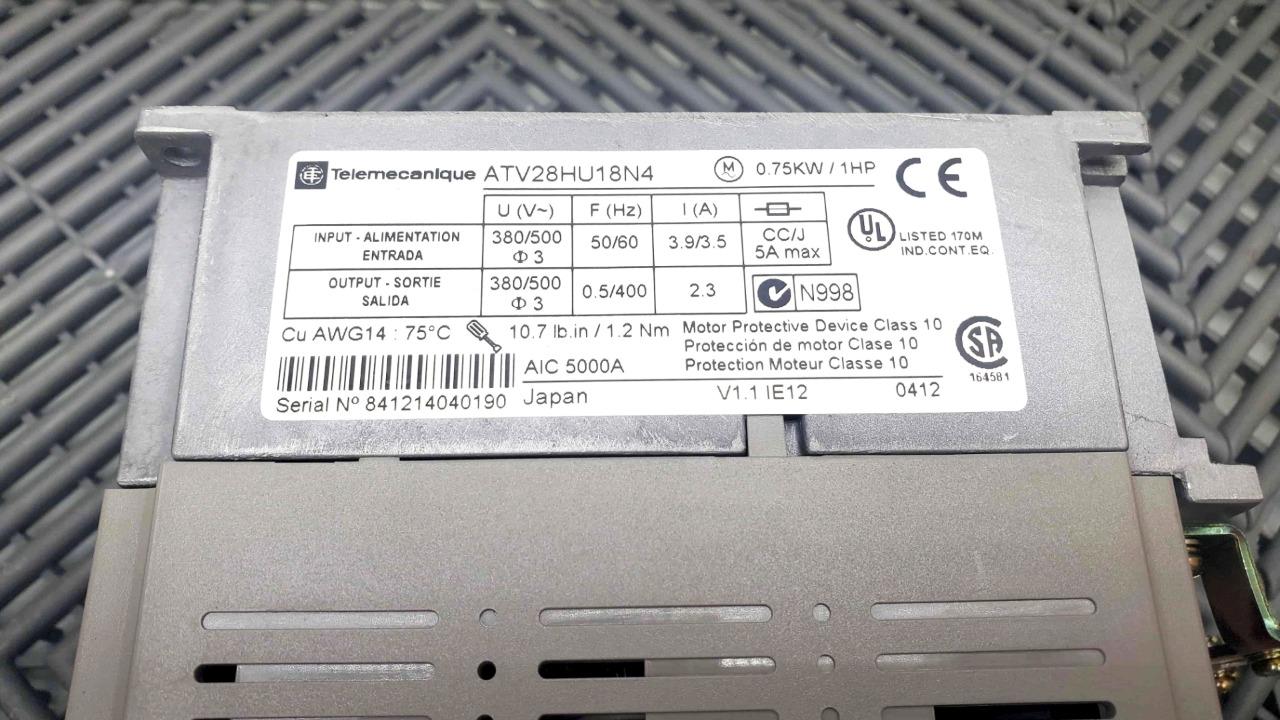 Telemecanique ATV28HU18N4 M 0.75KW / 1HP CE
U (V~) F (Hz) I (A)
INPUT - ALIMENTATION
ENTRADA
380/500
Φ 3
50/60
3.9/3.5
CC/J
5A max
UL
LISTED 170M
IND.CONT.EQ.
OUTPUT - SORTIE
SALIDA
380/500
Φ 3
0.5/400
2.3
N998
Cu AWG14 : 75°C 10.7 lb.in / 1.2 Nm
Motor Protective Device Class 10
Protección de motor Clase 10
Protection Moteur Classe 10
SA
164581
AIC 5000A
Serial Nº 841214040190 Japan V1.1 IE12 0412